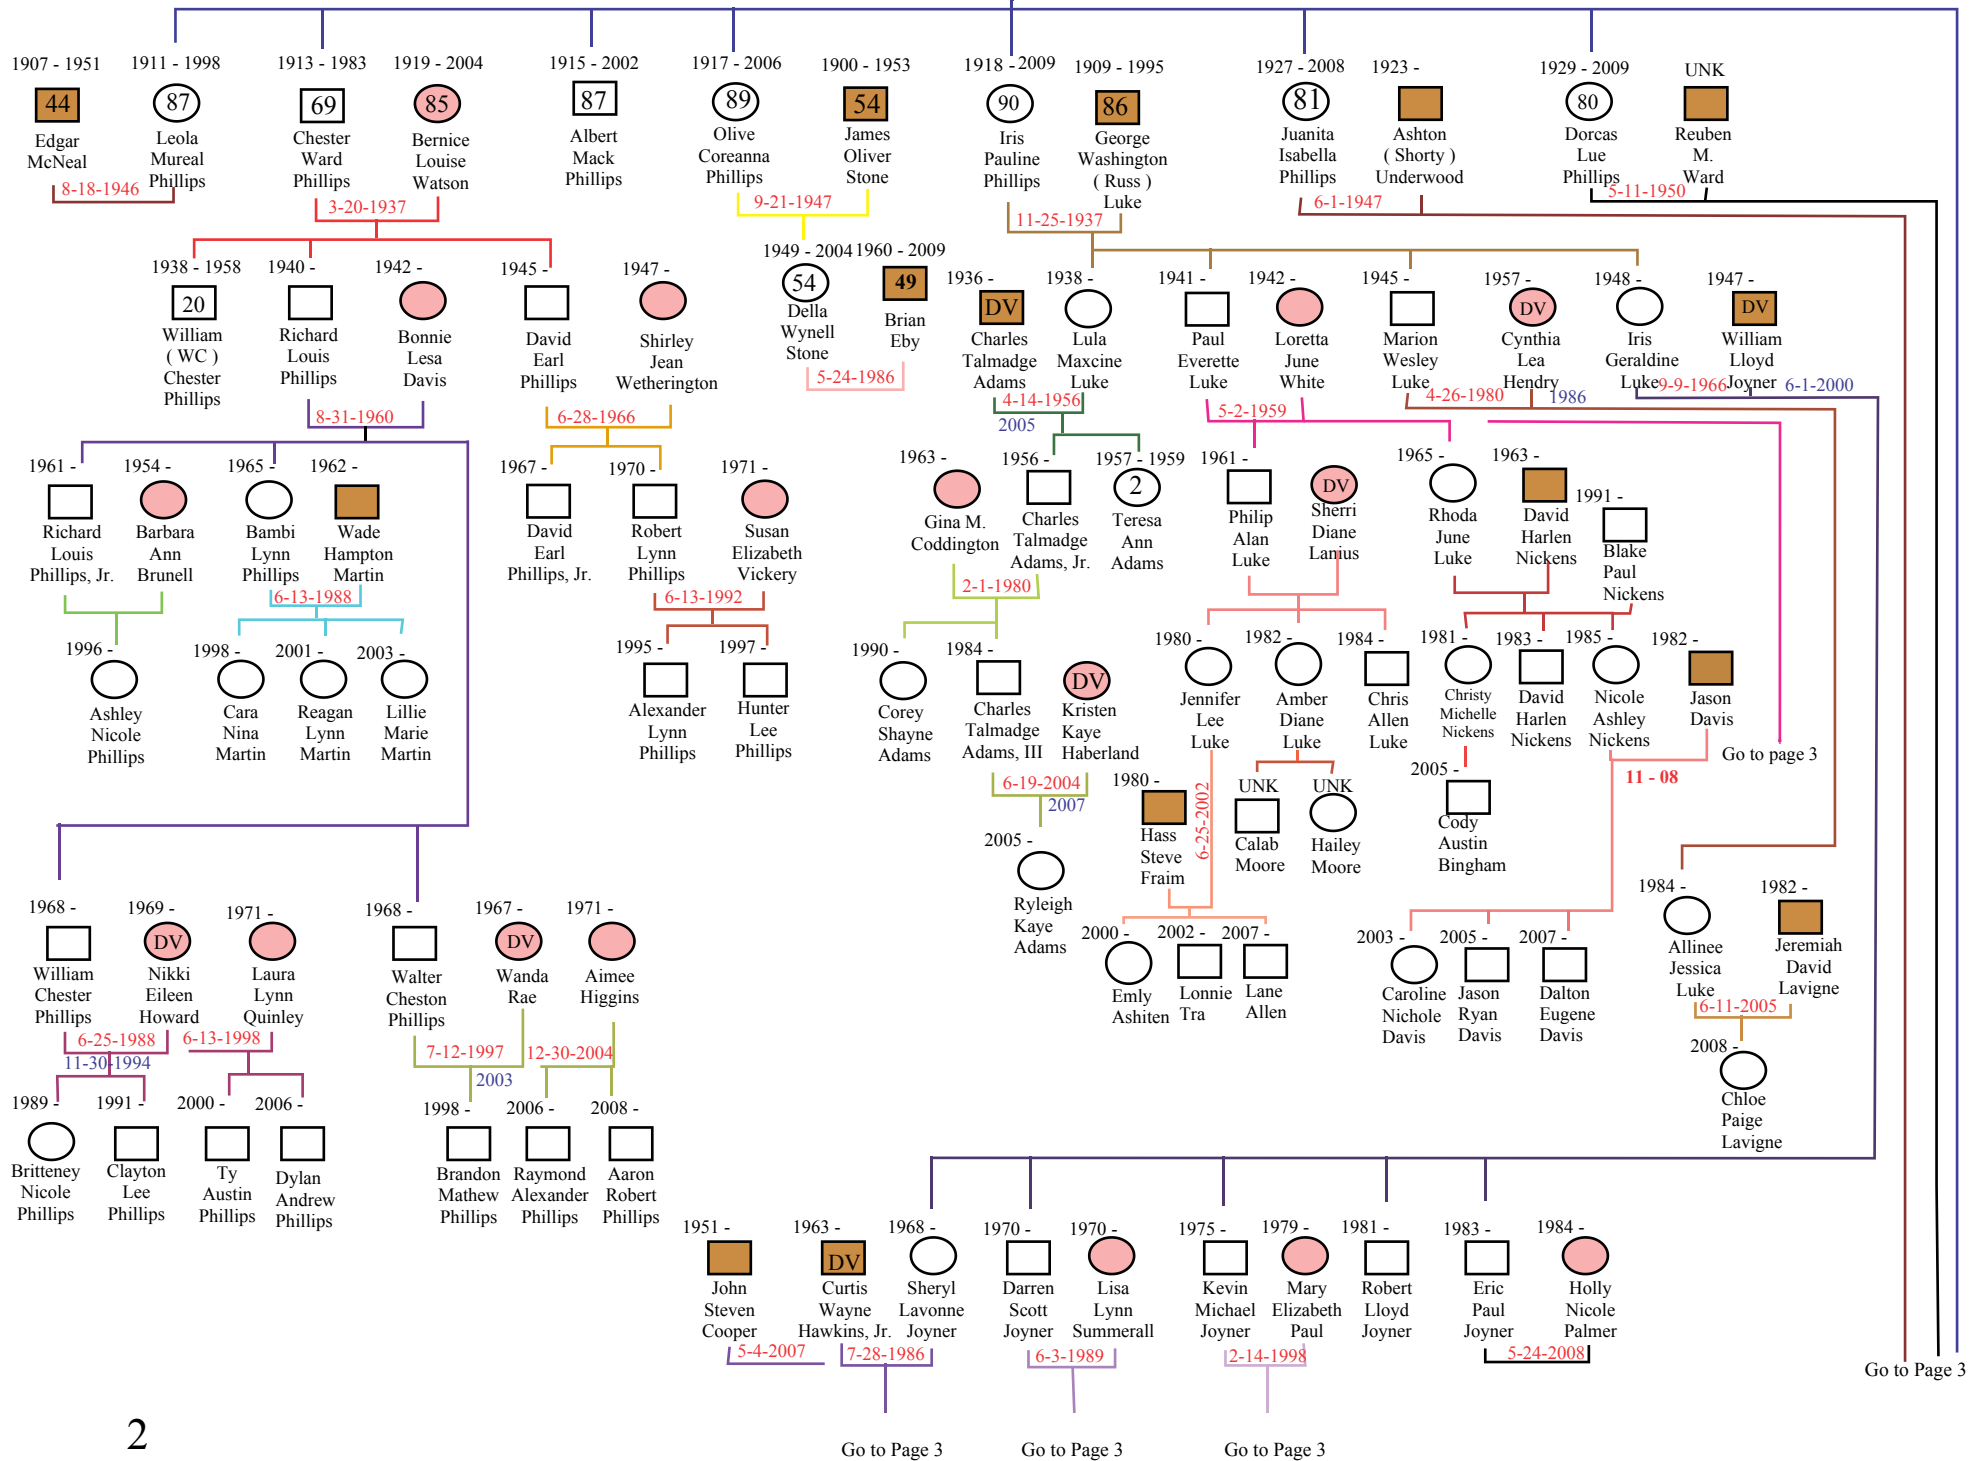 1907 - 1951
44
Edgar
McNeal
1911 - 1998
87
Leola
Mureal
Phillips
8-18-1946
1913 - 1983
69
Chester
Ward
Phillips
1919 - 2004
85
Bernice
Louise
Watson
3-20-1937
1915 - 2002
87
Albert
Mack
Phillips
1917 - 2006
89
Olive
Coreanna
Phillips
1900 - 1953
54
James
Oliver
Stone
9-21-1947
1918 - 2009
90
Iris
Pauline
Phillips
1909 - 1995
86
George
Washington
( Russ )
Luke
11-25-1937
1927 - 2008
81
Juanita
Isabella
Phillips
1923 -
Ashton
( Shorty )
Underwood
6-1-1947
1929 - 2009
80
Dorcas
Lue
Phillips
UNK
Reuben
M.
Ward
5-11-1950
1938 - 1958
20
William
( WC )
Chester
Phillips
1940 -
Richard
Louis
Phillips
1942 -
Bonnie
Lesa
Davis
8-31-1960
1945 -
David
Earl
Phillips
1947 -
Shirley
Jean
Wetherington
6-28-1966
1949 - 2004
54
Della
Wynell
Stone
1960 - 2009
49
Brian
Eby
5-24-1986
1936 -
DV
Charles
Talmadge
Adams
1938 -
Lula
Maxcine
Luke
4-14-1956
2005
1941 -
Paul
Everette
Luke
1942 -
Loretta
June
White
5-2-1959
1945 -
Marion
Wesley
Luke
1957 -
DV
Cynthia
Lea
Hendry
4-26-1980
1986
1948 -
Iris
Geraldine
Luke
1947 -
DV
William
Lloyd
Joyner
9-9-1966
6-1-2000
1961 -
Richard
Louis
Phillips, Jr.
1954 -
Barbara
Ann
Brunell
1965 -
Bambi
Lynn
Phillips
1962 -
Wade
Hampton
Martin
6-13-1988
1967 -
David
Earl
Phillips, Jr.
1970 -
Robert
Lynn
Phillips
1971 -
Susan
Elizabeth
Vickery
6-13-1992
1963 -
Gina M.
Coddington
1956 -
Charles
Talmadge
Adams, Jr.
2-1-1980
1957 - 1959
2
Teresa
Ann
Adams
1961 -
Philip
Alan
Luke
DV
Sherri
Diane
Lanius
1965 -
Rhoda
June
Luke
1963 -
David
Harlen
Nickens
1991 -
Blake
Paul
Nickens
1996 -
Ashley
Nicole
Phillips
1998 -
Cara
Nina
Martin
2001 -
Reagan
Lynn
Martin
2003 -
Lillie
Marie
Martin
1995 -
Alexander
Lynn
Phillips
1997 -
Hunter
Lee
Phillips
1990 -
Corey
Shayne
Adams
1984 -
Charles
Talmadge
Adams, III
DV
Kristen
Kaye
Haberland
6-19-2004
2007
1980 -
Jennifer
Lee
Luke
1982 -
Amber
Diane
Luke
1984 -
Chris
Allen
Luke
1981 -
Christy
Michelle
Nickens
1983 -
David
Harlen
Nickens
1985 -
Nicole
Ashley
Nickens
1982 -
Jason
Davis
11 - 08
Go to page 3
1980 -
Hass
Steve
Fraim
6-25-2002
UNK
Calab
Moore
UNK
Hailey
Moore
2005 -
Cody
Austin
Bingham
2005 -
Ryleigh
Kaye
Adams
1968 -
William
Chester
Phillips
1969 -
DV
Nikki
Eileen
Howard
1971 -
Laura
Lynn
Quinley
6-25-1988
11-30-1994
6-13-1998
1968 -
Walter
Cheston
Phillips
1967 -
DV
Wanda
Rae
1971 -
Aimee
Higgins
7-12-1997
2003
12-30-2004
2000 -
Emly
Ashiten
2002 -
Lonnie
Tra
2007 -
Lane
Allen
2003 -
Caroline
Nichole
Davis
2005 -
Jason
Ryan
Davis
2007 -
Dalton
Eugene
Davis
1984 -
Allinee
Jessica
Luke
1982 -
Jeremiah
David
Lavigne
6-11-2005
2008 -
Chloe
Paige
Lavigne
1989 -
Britteney
Nicole
Phillips
1991 -
Clayton
Lee
Phillips
2000 -
Ty
Austin
Phillips
2006 -
Dylan
Andrew
Phillips
1998 -
Brandon
Mathew
Phillips
2006 -
Raymond
Alexander
Phillips
2008 -
Aaron
Robert
Phillips
1951 -
John
Steven
Cooper
1963 -
DV
Curtis
Wayne
Hawkins, Jr.
1968 -
Sheryl
Lavonne
Joyner
5-4-2007
7-28-1986
1970 -
Darren
Scott
Joyner
1970 -
Lisa
Lynn
Summerall
6-3-1989
1975 -
Kevin
Michael
Joyner
1979 -
Mary
Elizabeth
Paul
2-14-1998
1981 -
Robert
Lloyd
Joyner
1983 -
Eric
Paul
Joyner
1984 -
Holly
Nicole
Palmer
5-24-2008
Go to Page 3
2
Go to Page 3
Go to Page 3
Go to Page 3